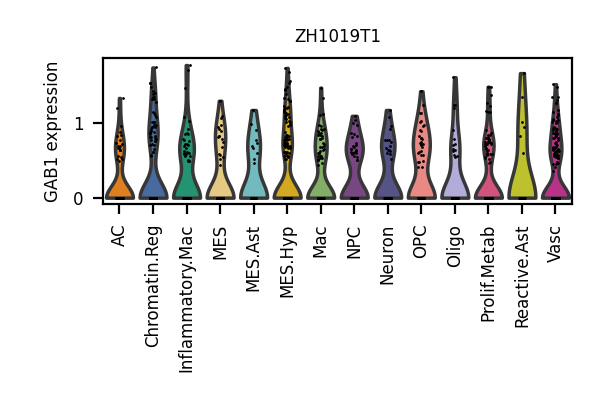 ZH1019T1
GAB1 expression
1
0
AC
Chromatin.Reg
Inflammatory.Mac
MES
MES.Ast
MES.Hyp
Mac
NPC
Neuron
OPC
Oligo
Prolif.Metab
Reactive.Ast
Vasc